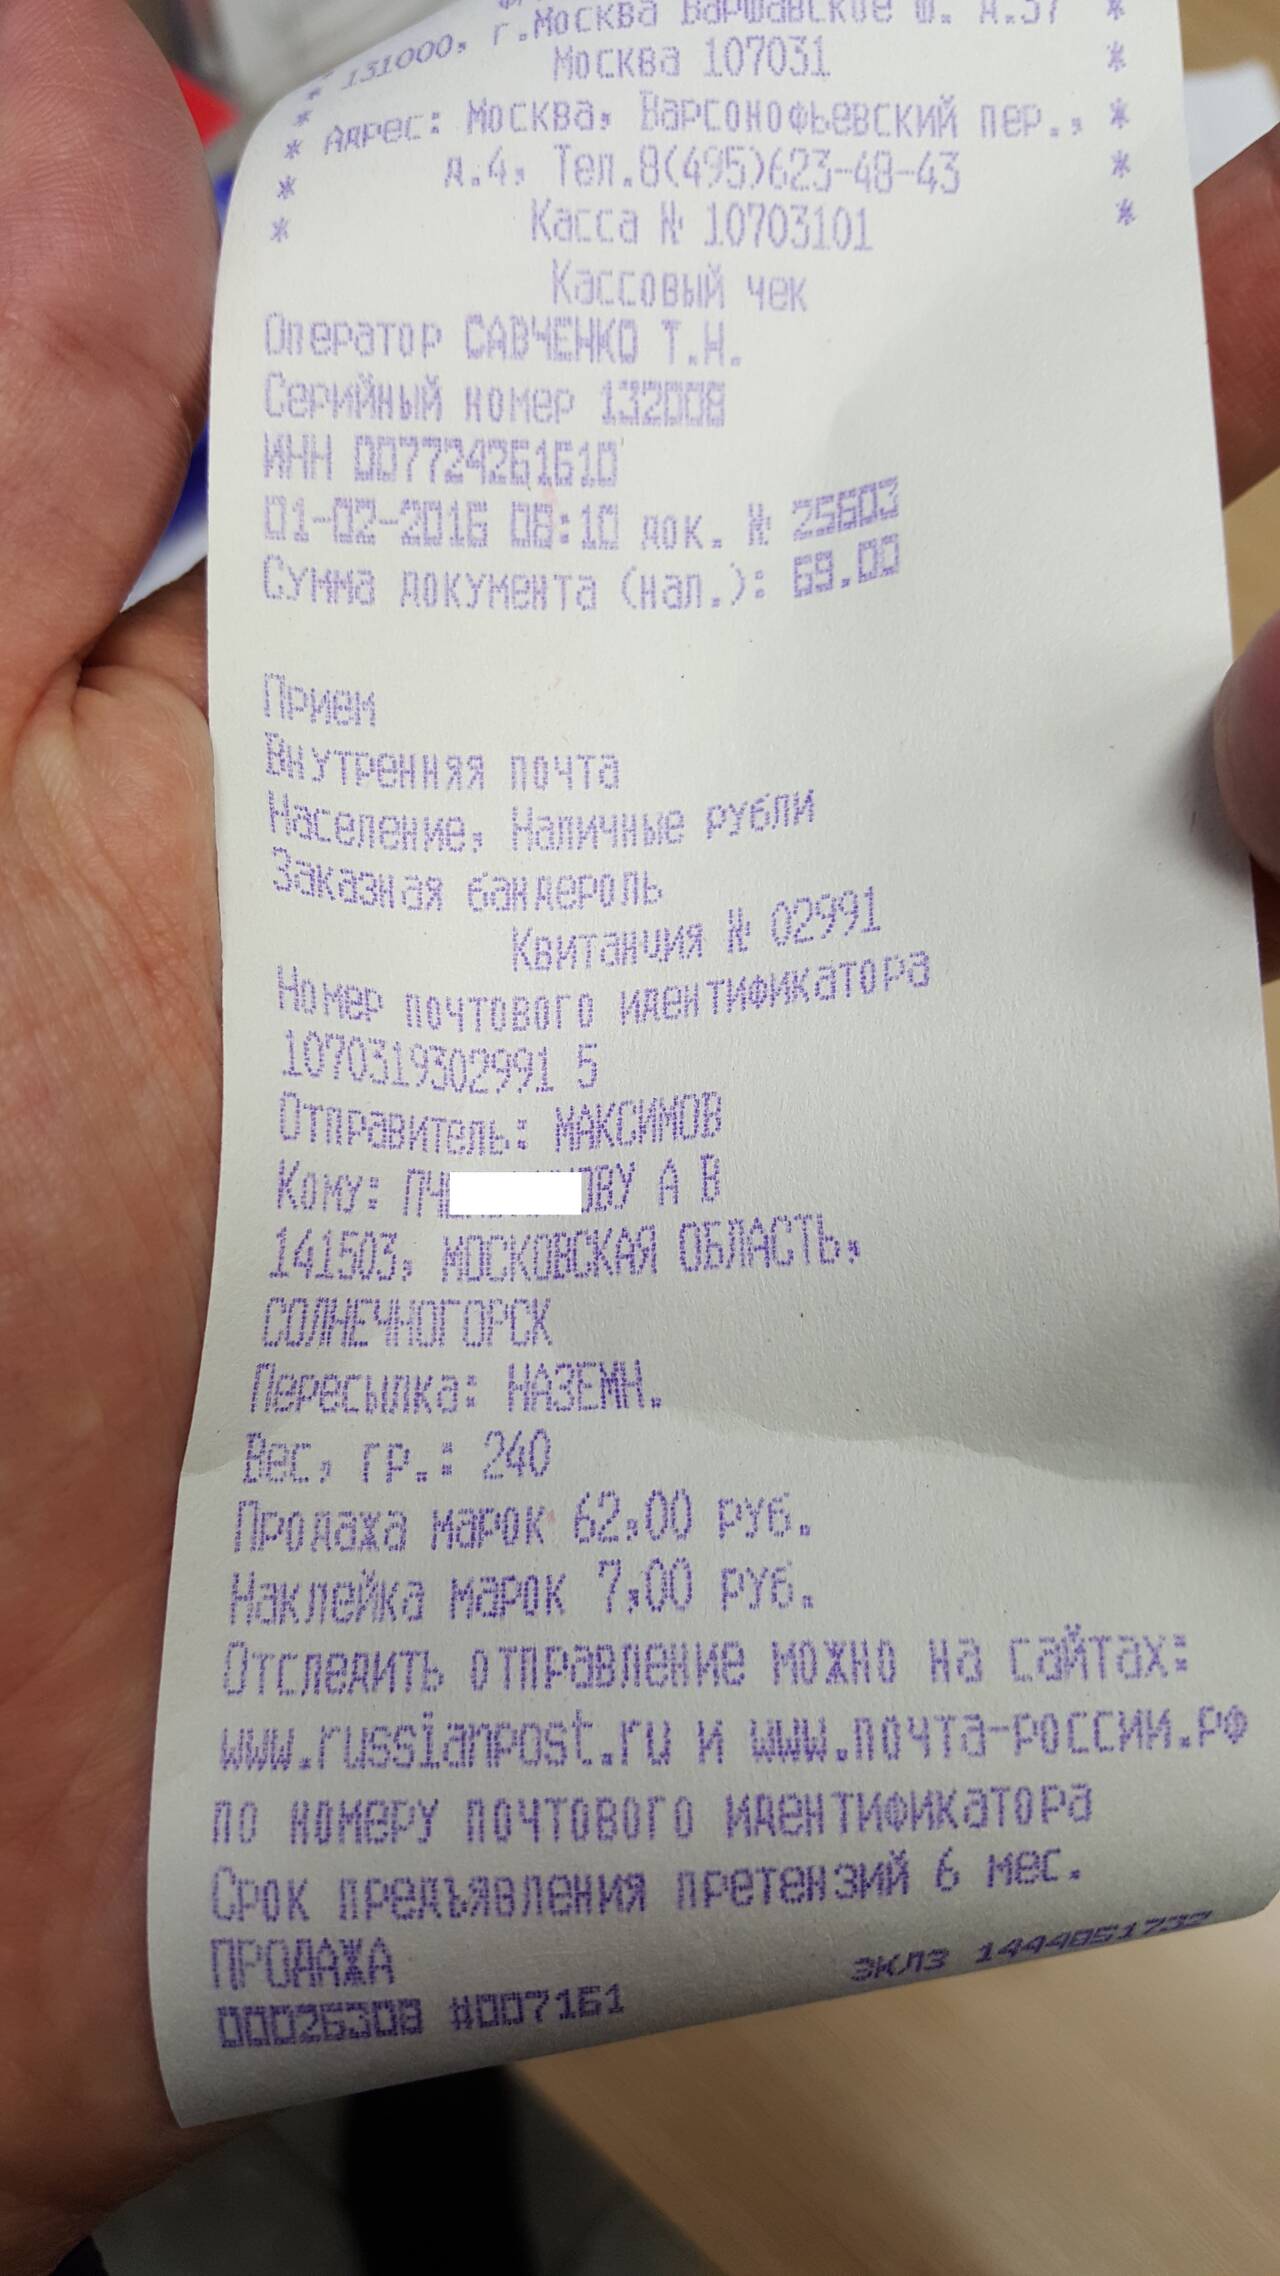 * 131000, г.Москва Варшавское ш. д.37 *
* Москва 107031 *
* Адрес: Москва, Варсонофьевский пер., *
* д.4, Тел.8(495)623-48-43 *
* Касса № 10703101 *
Кассовый чек
Оператор САВЧЕНКО Т.Н.
Серийный номер 132008
ИНН 007724261610
01-02-2016 08:10 док. № 25603
Сумма документа (нал.): 69.00
Прием
Внутренняя почта
Население, Наличные рубли
Заказная бандероль
Квитанция № 02991
Номер почтового идентификатора
1070319302991 5
Отправитель: МАКСИМОВ
Кому: ПЧЕ ОВУ А В
141503, МОСКОВСКАЯ ОБЛАСТЬ,
СОЛНЕЧНОГОРСК
Пересылка: НАЗЕМН.
Вес, гр.: 240
Продажа марок 62,00 руб.
Наклейка марок 7,00 руб.
Отследить отправление можно на сайтах:
www.russianpost.ru и www.почта-россии.рф
по номеру почтового идентификатора
Срок предъявления претензий 6 мес.
ПРОДАЖА ЭКЛЗ 1444051732
00026308 #007161